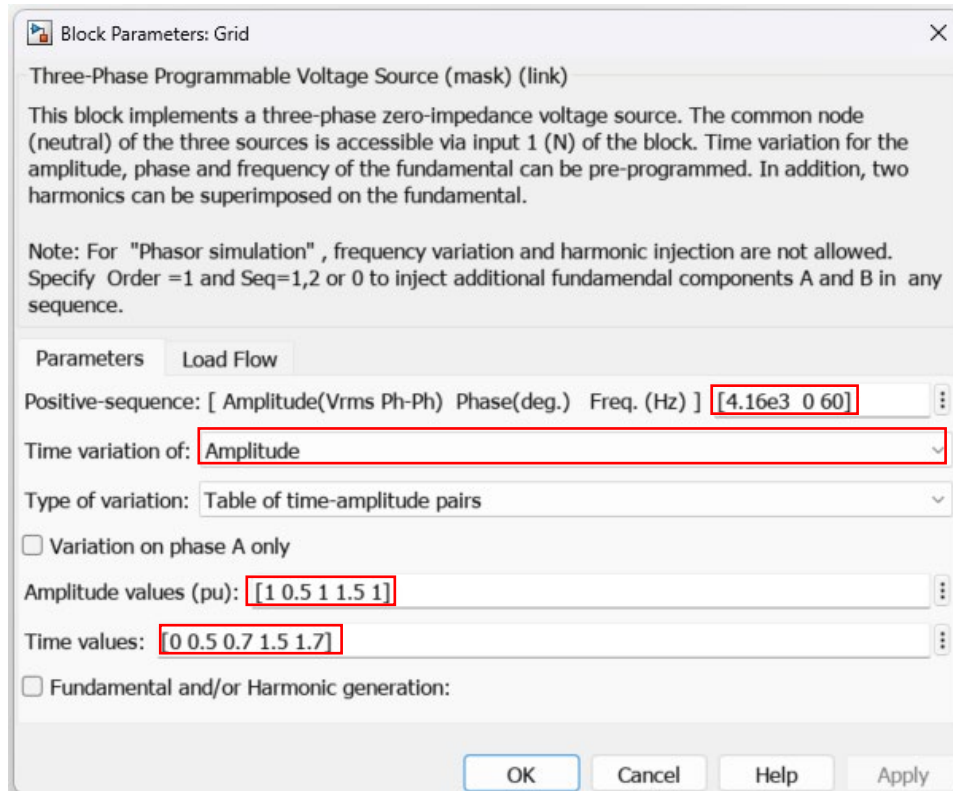 Block Parameters: Grid
Three-Phase Programmable Voltage Source (mask) (link)
This block implements a three-phase zero-impedance voltage source. The common node
(neutral) of the three sources is accessible via input 1 (N) of the block. Time variation for the
amplitude, phase and frequency of the fundamental can be pre-programmed. In addition, two
harmonics can be superimposed on the fundamental.
Note: For "Phasor simulation" , frequency variation and harmonic injection are not allowed.
Specify Order =1 and Seq=1,2 or 0 to inject additional fundamendal components A and B in any
sequence.
Parameters Load Flow
Positive-sequence: [ Amplitude(Vrms Ph-Ph) Phase(deg.) Freq. (Hz) ] [4.16e3 0 60]
Time variation of: Amplitude
Type of variation: Table of time-amplitude pairs
Variation on phase A only
Amplitude values (pu): [1 0.5 1 1.5 1]
Time values: [0 0.5 0.7 1.5 1.7]
Fundamental and/or Harmonic generation:
OK Cancel Help Apply